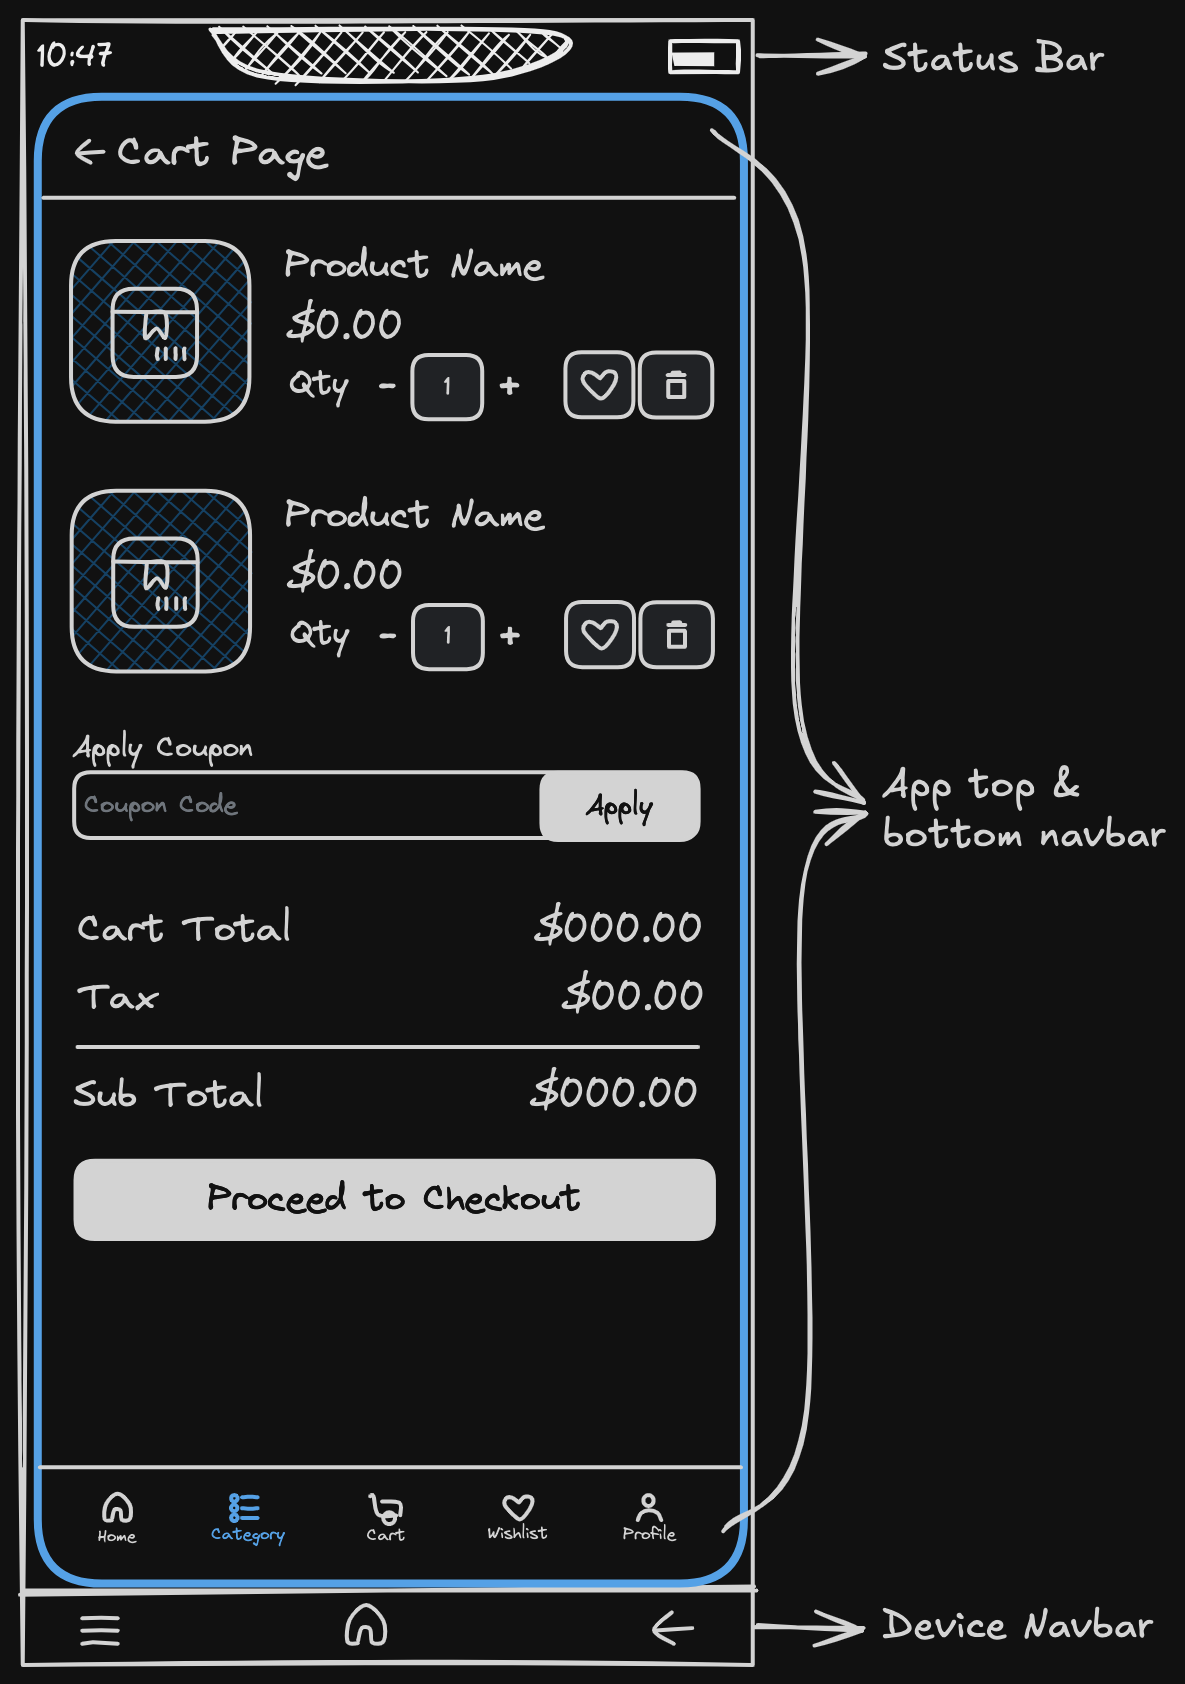 10:47
Status Bar
Cart Page
Product Name
$0.00
Qty - 1 +
Product Name
$0.00
Qty - 1 +
Apply Coupon
Coupon Code
Apply
App top &
bottom navbar
Cart Total $000.00
Tax $00.00
Sub Total $000.00
Proceed to Checkout
Home Category Cart Wishlist Profile
Device Navbar